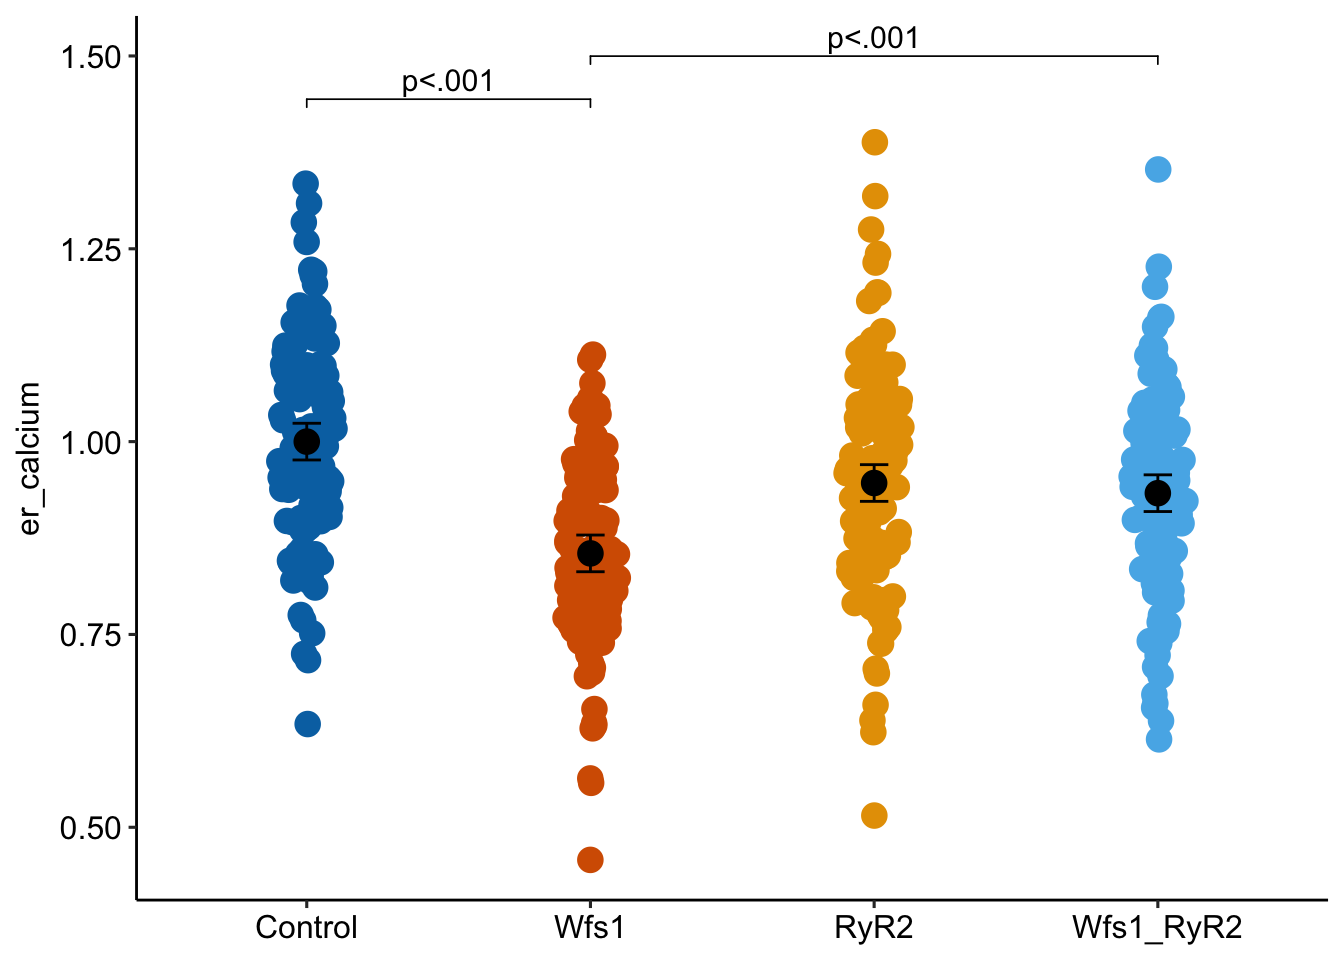 p<.001
1.50
p<.001
1.25
1.00
er_calcium
0.75
0.50
Control
Wfs1
RyR2
Wfs1_RyR2